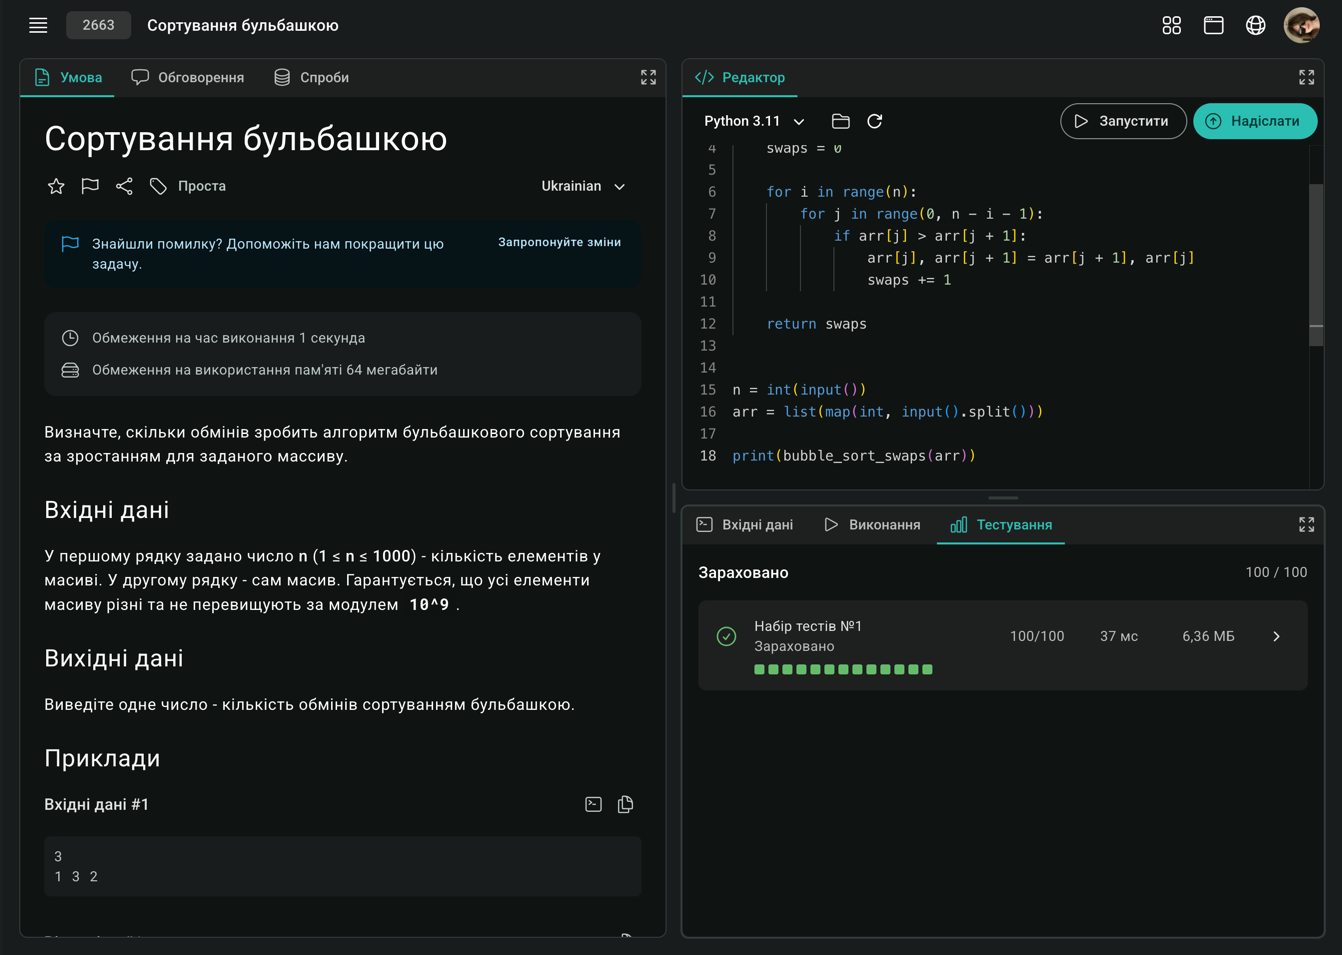 2663
Сортування бульбашкою
Умова
Обговорення
Спроби
Сортування бульбашкою
Проста
Ukrainian
Знайшли помилку? Допоможіть нам покращити цю
задачу.
Запропонуйте зміни
Обмеження на час виконання 1 секунда
Обмеження на використання пам'яті 64 мегабайти
Визначте, скільки обмінів зробить алгоритм бульбашкового сортування
за зростанням для заданого массиву.
Вхідні дані
У першому рядку задано число n (1 ≤ n ≤ 1000) - кількість елементів у
масиві. У другому рядку - сам масив. Гарантується, що усі елементи
масиву різні та не перевищують за модулем 10^9 .
Вихідні дані
Виведіте одне число - кількість обмінів сортуванням бульбашкою.
Приклади
Вхідні дані #1
3
1 3 2
Редактор
Python 3.11
Запустити
Надіслати
4 swaps = 0
5
6 for i in range(n):
7 for j in range(0, n - i - 1):
8 if arr[j] > arr[j + 1]:
9 arr[j], arr[j + 1] = arr[j + 1], arr[j]
10 swaps += 1
11
12 return swaps
13
14
15 n = int(input())
16 arr = list(map(int, input().split()))
17
18 print(bubble_sort_swaps(arr))
Вхідні дані
Виконання
Тестування
Зараховано
100 / 100
Набір тестів №1
Зараховано
100/100
37 мс
6,36 МБ